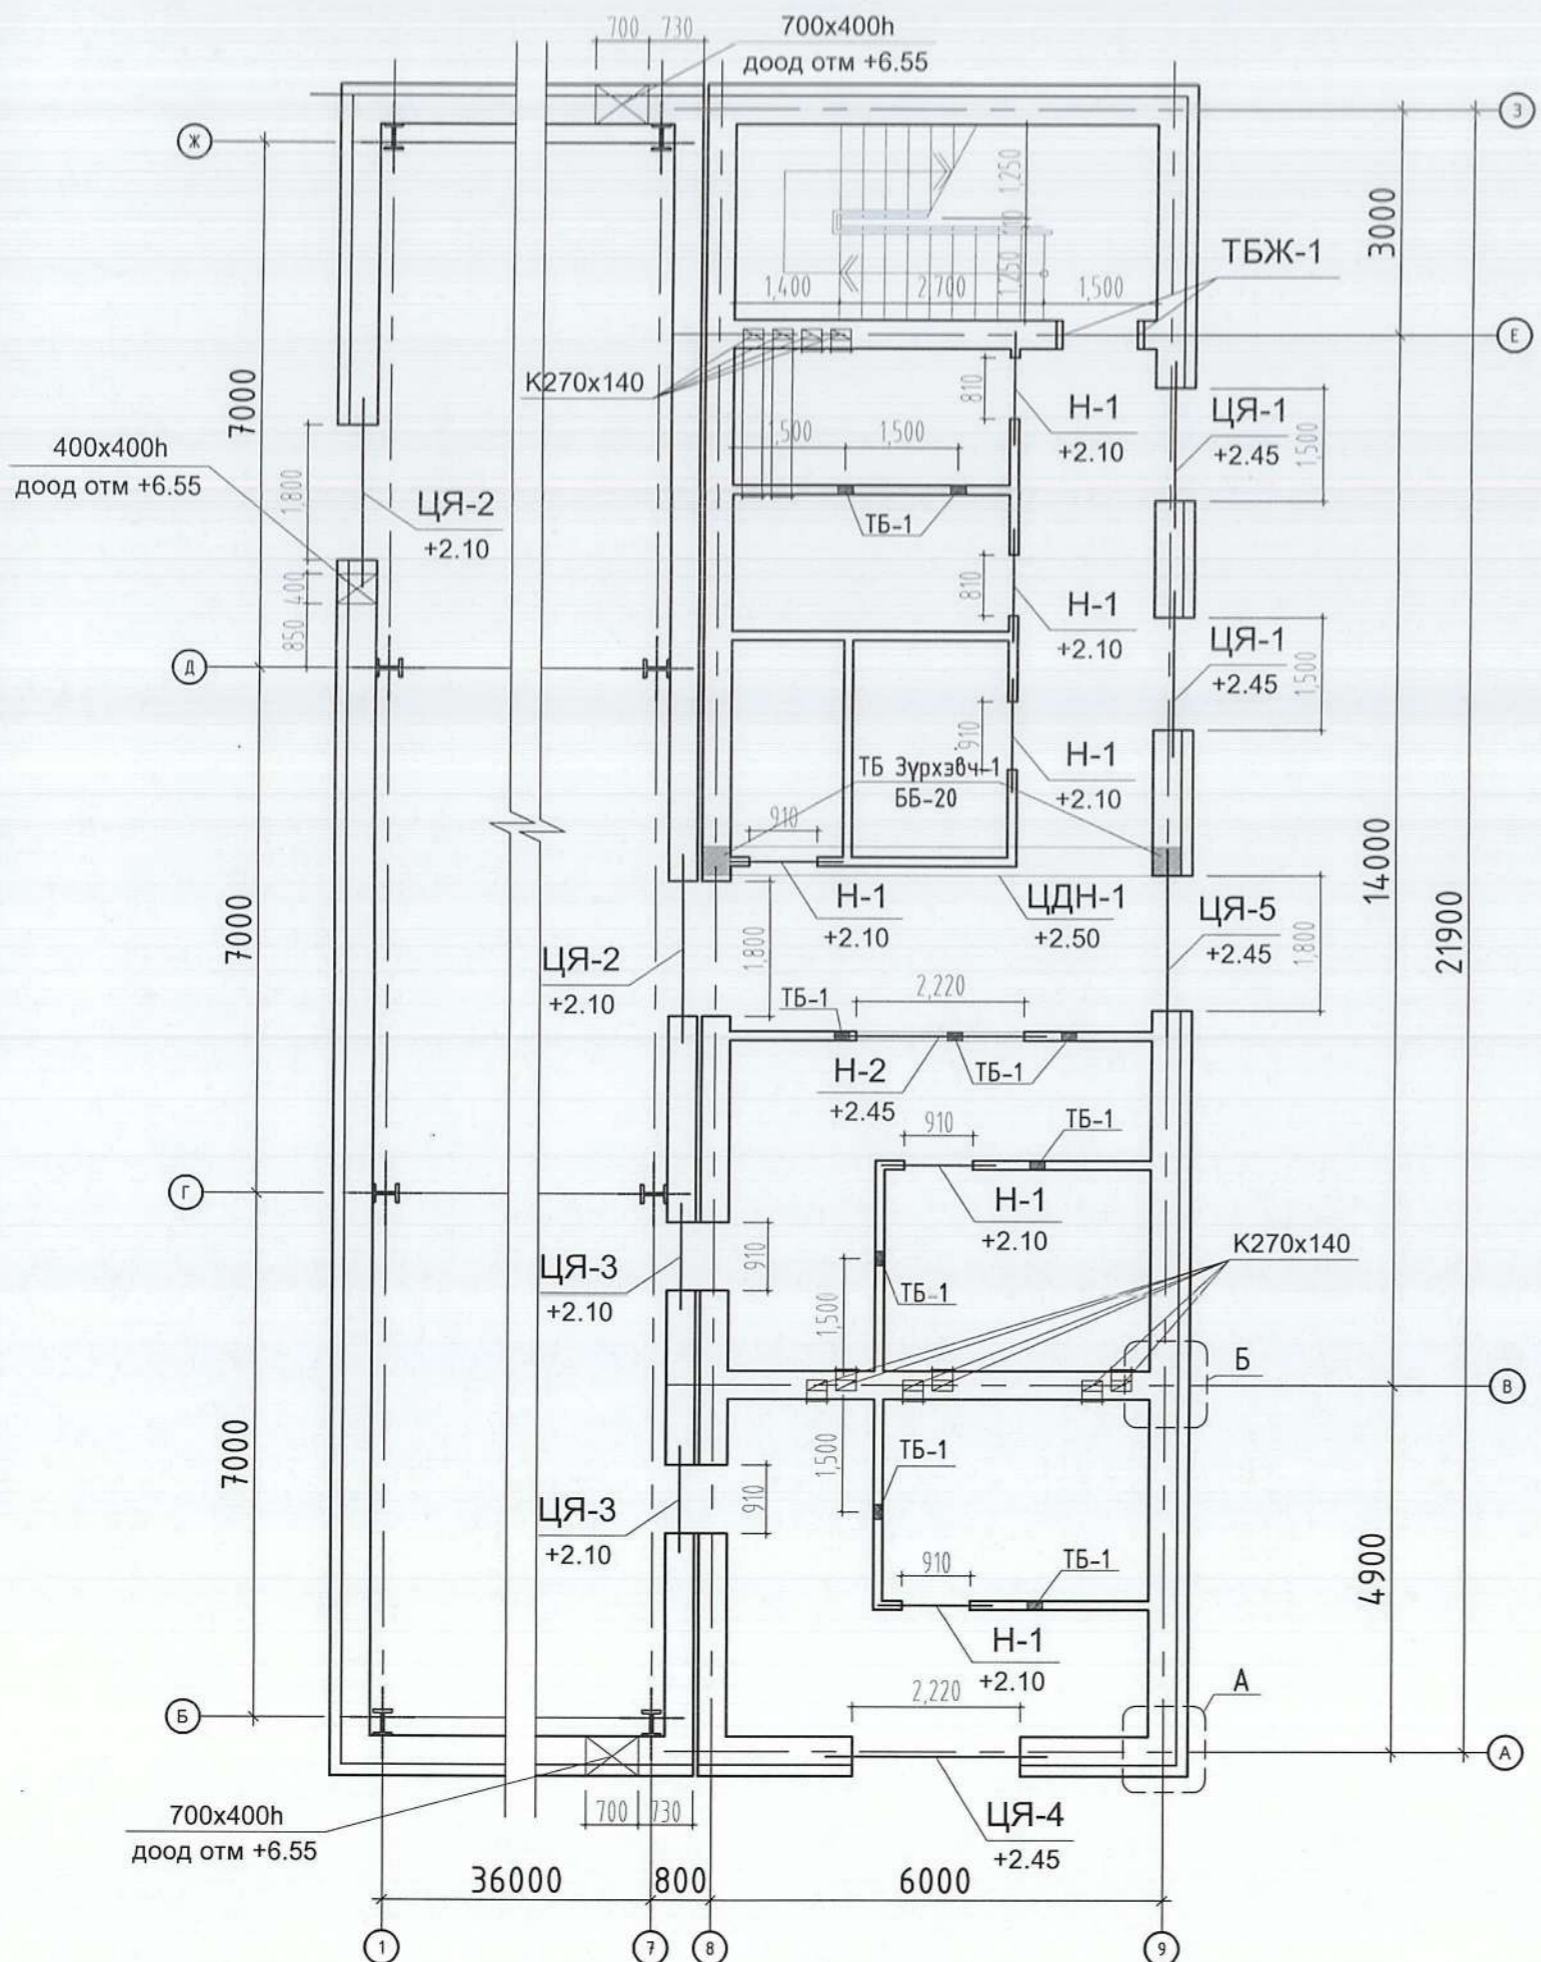 700 730
700x400h
доод отм +6.55
З
Ж
1,250
110
3000
ТБЖ-1
1,250
1,400
2,700
1,500
Е
К270x140
7000
810
Н-1
+2.10
ЦЯ-1
+2.45
1,500
1,500
1,500
400x400h
доод отм +6.55
1,800
ЦЯ-2
+2.10
ТБ-1
400
810
Н-1
+2.10
ЦЯ-1
+2.45
1,500
850
Д
910
Н-1
+2.10
ТБ Зүрхэвч-1
ББ-20
910
14000
Н-1
+2.10
ЦДН-1
+2.50
ЦЯ-5
+2.45
21900
7000
ЦЯ-2
+2.10
1,800
1,800
2,220
ТБ-1
Н-2
+2.45
ТБ-1
910
ТБ-1
Г
Н-1
+2.10
К270x140
ЦЯ-3
+2.10
910
ТБ-1
1,500
Б
В
7000
1,500
ТБ-1
ЦЯ-3
+2.10
910
910
ТБ-1
4900
Н-1
+2.10
Б
2,220
А
А
700x400h
доод отм +6.55
700 730
ЦЯ-4
+2.45
36000
800
6000
1
7
8
9